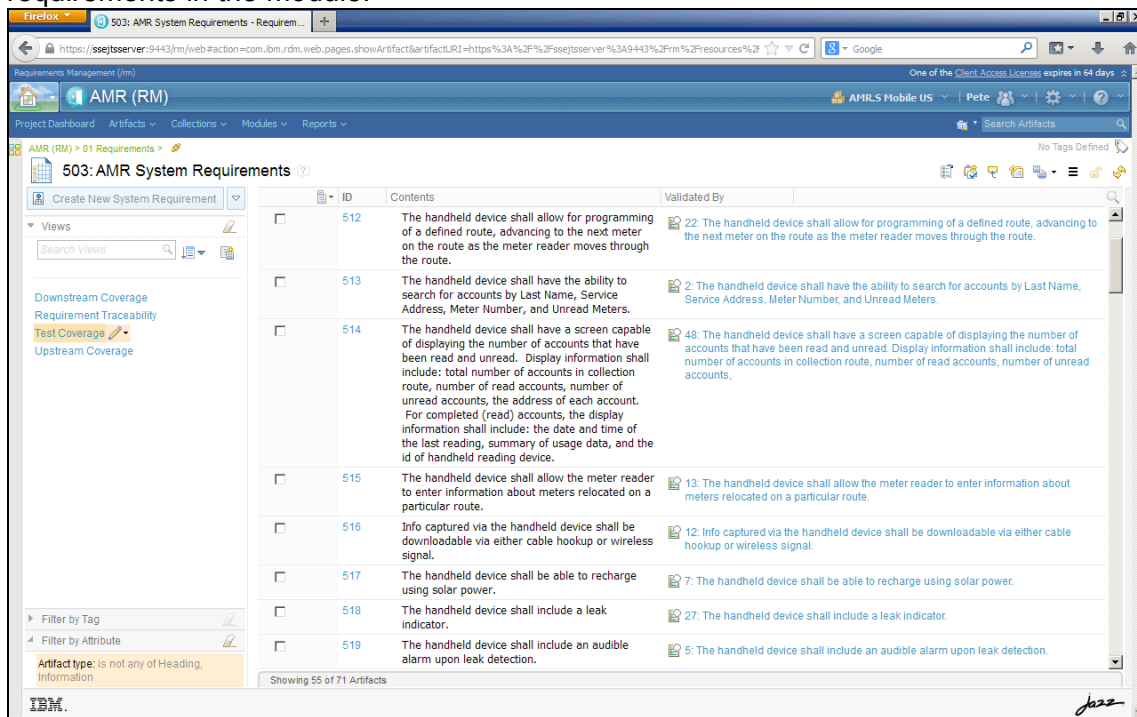 requirements in the module.
Firefox
503: AMR System Requirements - Requirem...
https://ssejtsserver:9443/rm/web#action=com.ibm.rdm.web.pages.showArtifact&artifactURI=https%3A%2F%2Fssejtsserver%3A9443%2Frm%2Fresources%2
Google
Requirements Management (/rm)
One of the Client Access Licenses expires in 64 days
AMR (RM)
AMR.S Mobile US
Pete
Project Dashboard Artifacts Collections Modules Reports
Search Artifacts
AMR (RM) > 01 Requirements >
No Tags Defined
503: AMR System Requirements
Create New System Requirement
Views
Search Views
Downstream Coverage
Requirement Traceability
Test Coverage
Upstream Coverage
Filter by Tag
Filter by Attribute
Artifact type: is not any of Heading,
Information
ID Contents Validated By
512
The handheld device shall allow for programming
of a defined route, advancing to the next meter
on the route as the meter reader moves through
the route.
22: The handheld device shall allow for programming of a defined route, advancing to
the next meter on the route as the meter reader moves through the route.
513
The handheld device shall have the ability to
search for accounts by Last Name, Service
Address, Meter Number, and Unread Meters.
2: The handheld device shall have the ability to search for accounts by Last Name,
Service Address, Meter Number, and Unread Meters.
514
The handheld device shall have a screen capable
of displaying the number of accounts that have
been read and unread. Display information shall
include: total number of accounts in collection
route, number of read accounts, number of
unread accounts, the address of each account.
For completed (read) accounts, the display
information shall include: the date and time of
the last reading, summary of usage data, and the
id of handheld reading device.
48: The handheld device shall have a screen capable of displaying the number of
accounts that have been read and unread. Display information shall include: total
number of accounts in collection route, number of read accounts, number of unread
accounts,
515
The handheld device shall allow the meter reader
to enter information about meters relocated on a
particular route.
13: The handheld device shall allow the meter reader to enter information about
meters relocated on a particular route.
516
Info captured via the handheld device shall be
downloadable via either cable hookup or wireless
signal.
12: Info captured via the handheld device shall be downloadable via either cable
hookup or wireless signal.
517
The handheld device shall be able to recharge
using solar power.
7: The handheld device shall be able to recharge using solar power.
518
The handheld device shall include a leak
indicator.
27: The handheld device shall include a leak indicator.
519
The handheld device shall include an audible
alarm upon leak detection.
5: The handheld device shall include an audible alarm upon leak detection.
Showing 55 of 71 Artifacts
IBM.
jazz